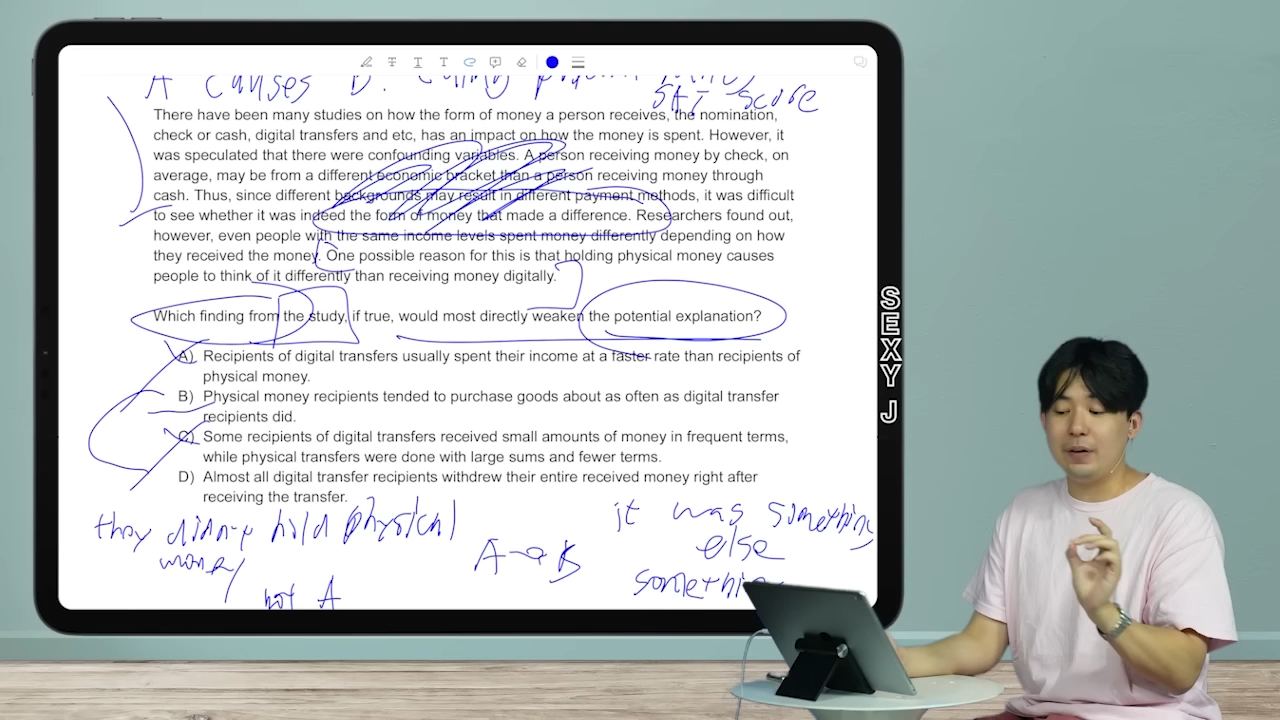 A causes B.
SAT score
There have been many studies on how the form of money a person receives, the nomination,
check or cash, digital transfers and etc, has an impact on how the money is spent. However, it
was speculated that there were confounding variables. A person receiving money by check, on
average, may be from a different economic bracket than a person receiving money through
cash. Thus, since different backgrounds may result in different payment methods, it was difficult
to see whether it was indeed the form of money that made a difference. Researchers found out,
however, even people with the same income levels spent money differently depending on how
they received the money. One possible reason for this is that holding physical money causes
people to think of it differently than receiving money digitally.
Which finding from the study, if true, would most directly weaken the potential explanation?
A) Recipients of digital transfers usually spent their income at a faster rate than recipients of
physical money.
B) Physical money recipients tended to purchase goods about as often as digital transfer
recipients did.
C) Some recipients of digital transfers received small amounts of money in frequent terms,
while physical transfers were done with large sums and fewer terms.
D) Almost all digital transfer recipients withdrew their entire received money right after
receiving the transfer.
they didn't hold physical
money
not A
A → B
it was something
else
something
SEXY J